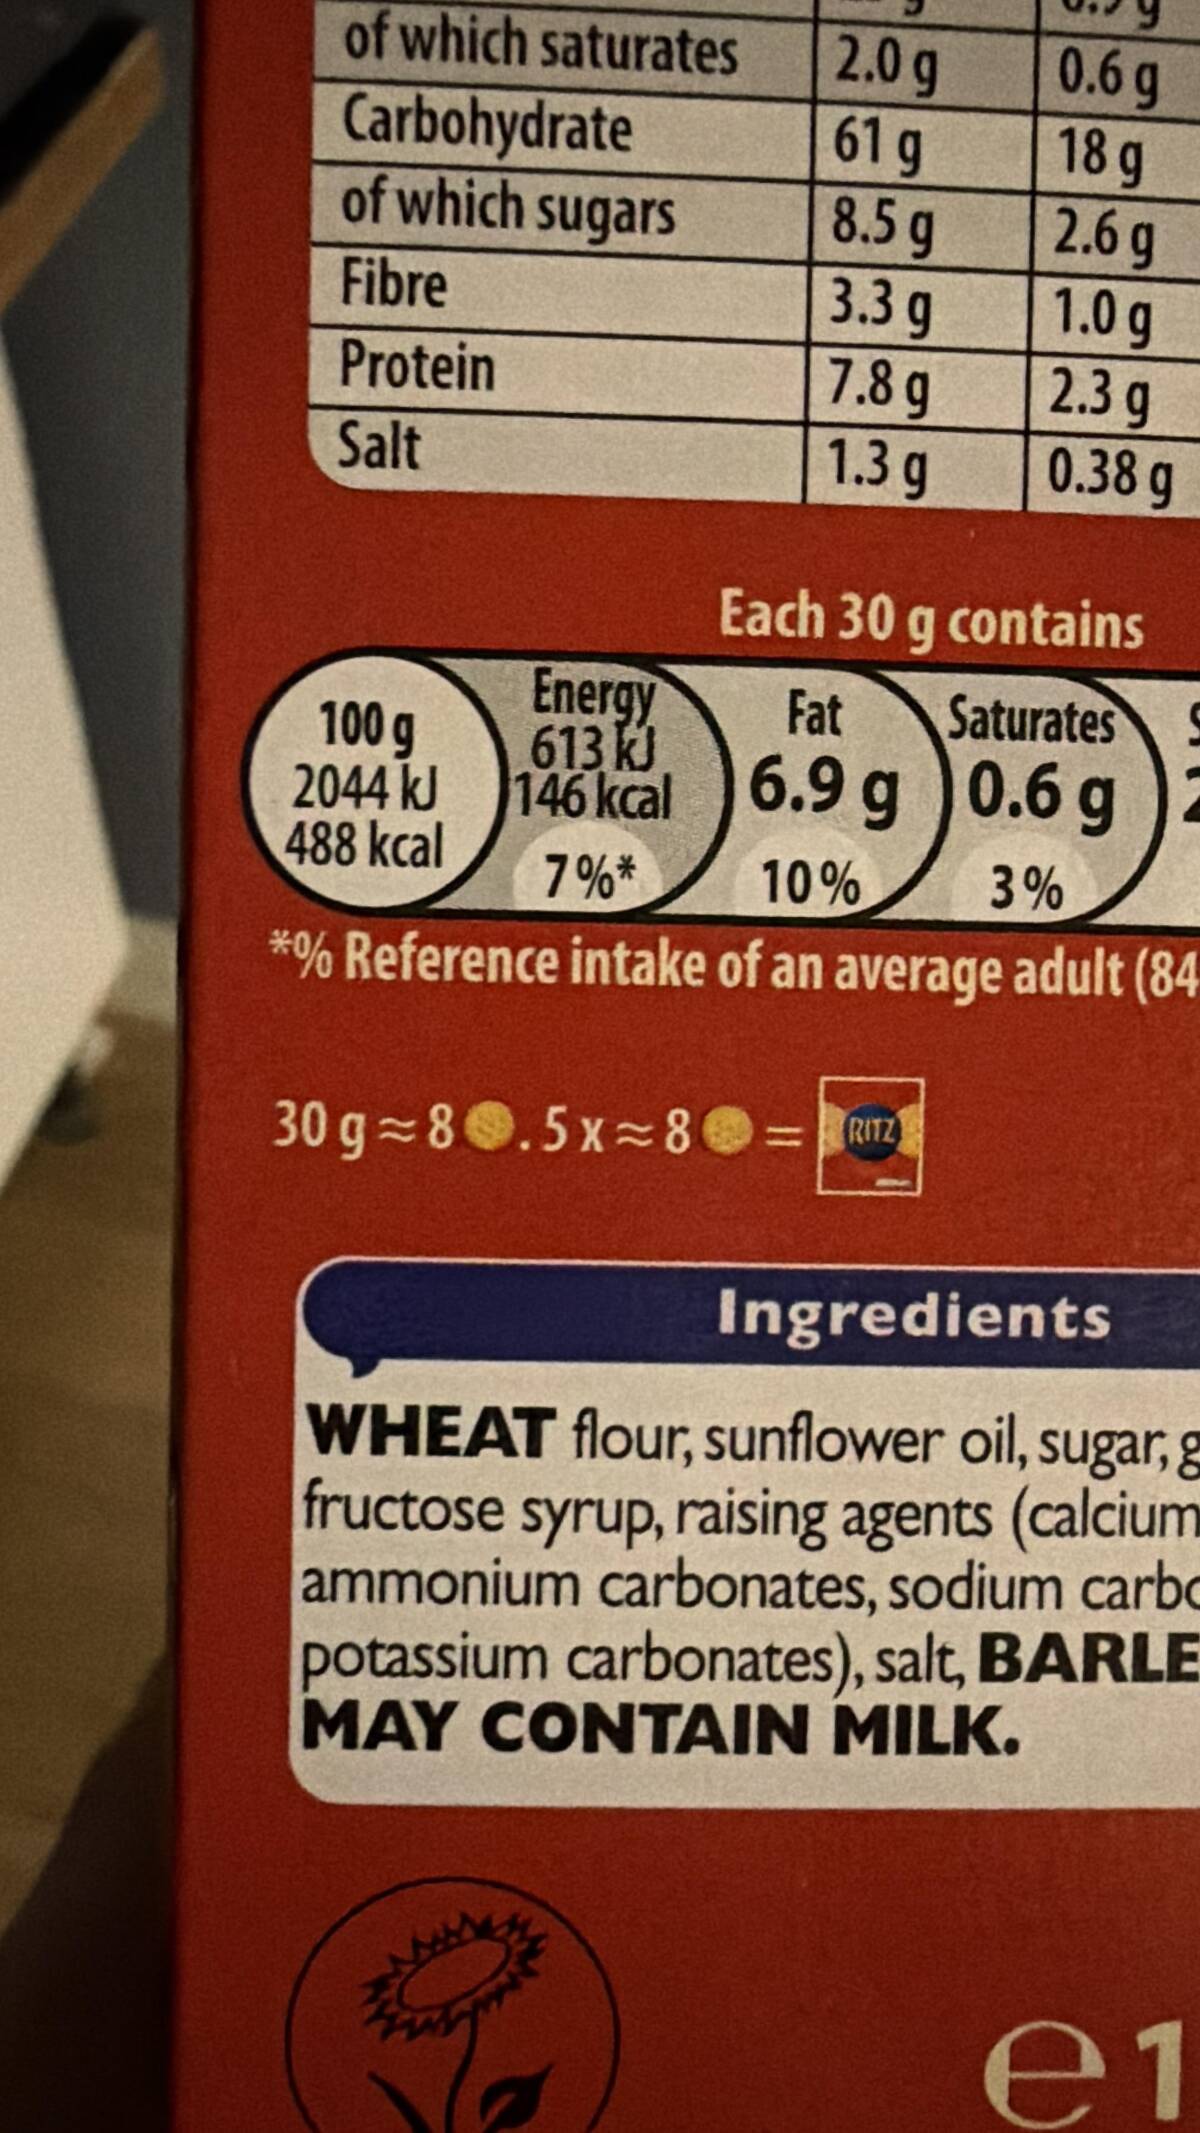 of which saturates 2.0 g 0.6 g
Carbohydrate 61 g 18 g
of which sugars 8.5 g 2.6 g
Fibre 3.3 g 1.0 g
Protein 7.8 g 2.3 g
Salt 1.3 g 0.38 g
Each 30 g contains
100 g
2044 kJ
488 kcal
Energy
613 kJ
146 kcal
7%*
Fat
6.9 g
10%
Saturates
0.6 g
3%
*% Reference intake of an average adult (84
30 g ≈ 8 . 5 x ≈ 8 = RITZ
Ingredients
WHEAT flour, sunflower oil, sugar, g
fructose syrup, raising agents (calcium
ammonium carbonates, sodium carbo
potassium carbonates), salt, BARLE
MAY CONTAIN MILK.
e 1